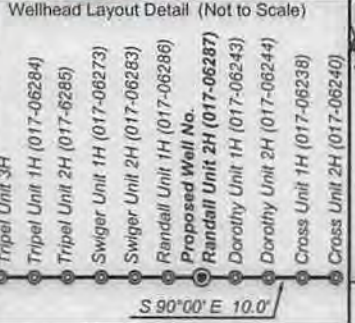 Wellhead Layout Detail (Not to Scale)
Tripel Unit 3H
Tripel Unit 1H (017-06284)
Tripel Unit 2H (017-6285)
Swiger Unit 1H (017-06273)
Swiger Unit 2H (017-06283)
Randall Unit 1H (017-06286)
Proposed Well No.
Randall Unit 2H (017-06287)
Dorothy Unit 1H (017-06243)
Dorothy Unit 2H (017-06244)
Cross Unit 1H (017-06238)
Cross Unit 2H (017-06240)
S 90°00' E 10.0'